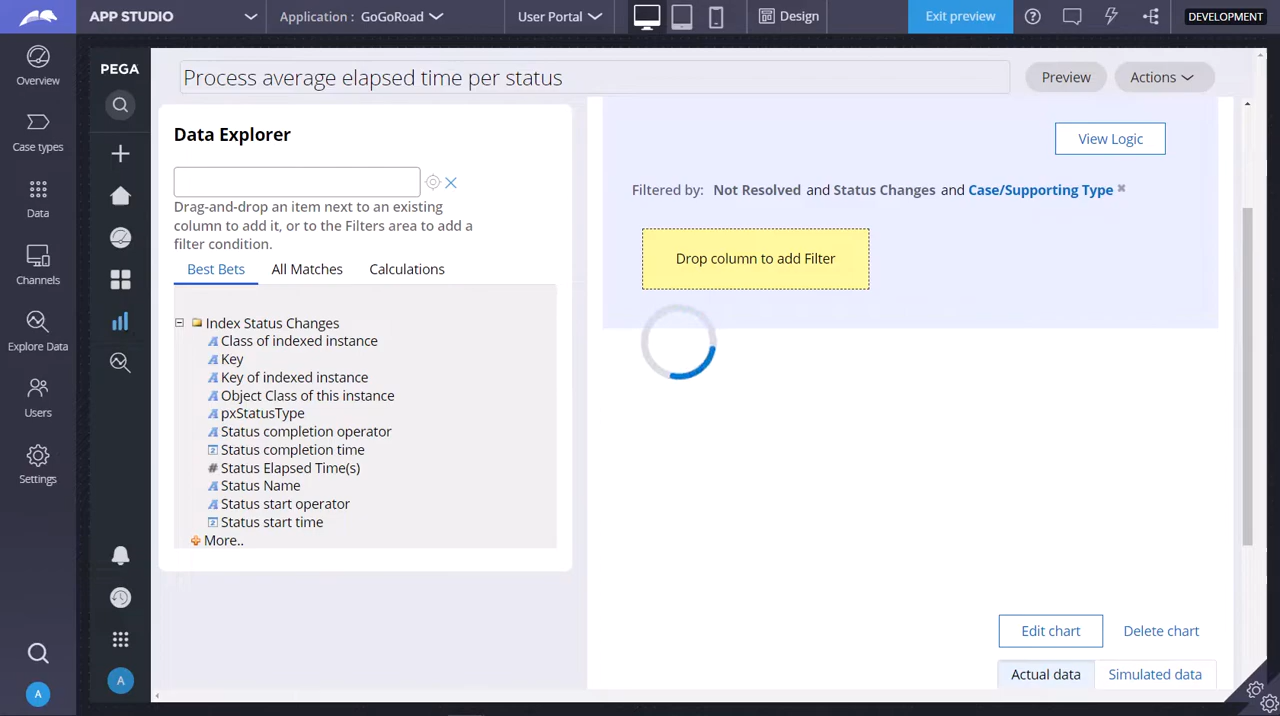 APP STUDIO
Application : GoGoRoad
User Portal
Design
Exit preview
DEVELOPMENT
Overview
Case types
Data
Channels
Explore Data
Users
Settings
A
PEGA
A
Process average elapsed time per status
Preview
Actions
Data Explorer
Drag-and-drop an item next to an existing
column to add it, or to the Filters area to add a
filter condition.
Best Bets
All Matches
Calculations
Index Status Changes
Class of indexed instance
Key
Key of indexed instance
Object Class of this instance
pxStatusType
Status completion operator
Status completion time
# Status Elapsed Time(s)
Status Name
Status start operator
Status start time
More..
View Logic
Filtered by: Not Resolved and Status Changes and Case/Supporting Type
Drop column to add Filter
Edit chart
Delete chart
Actual data
Simulated data